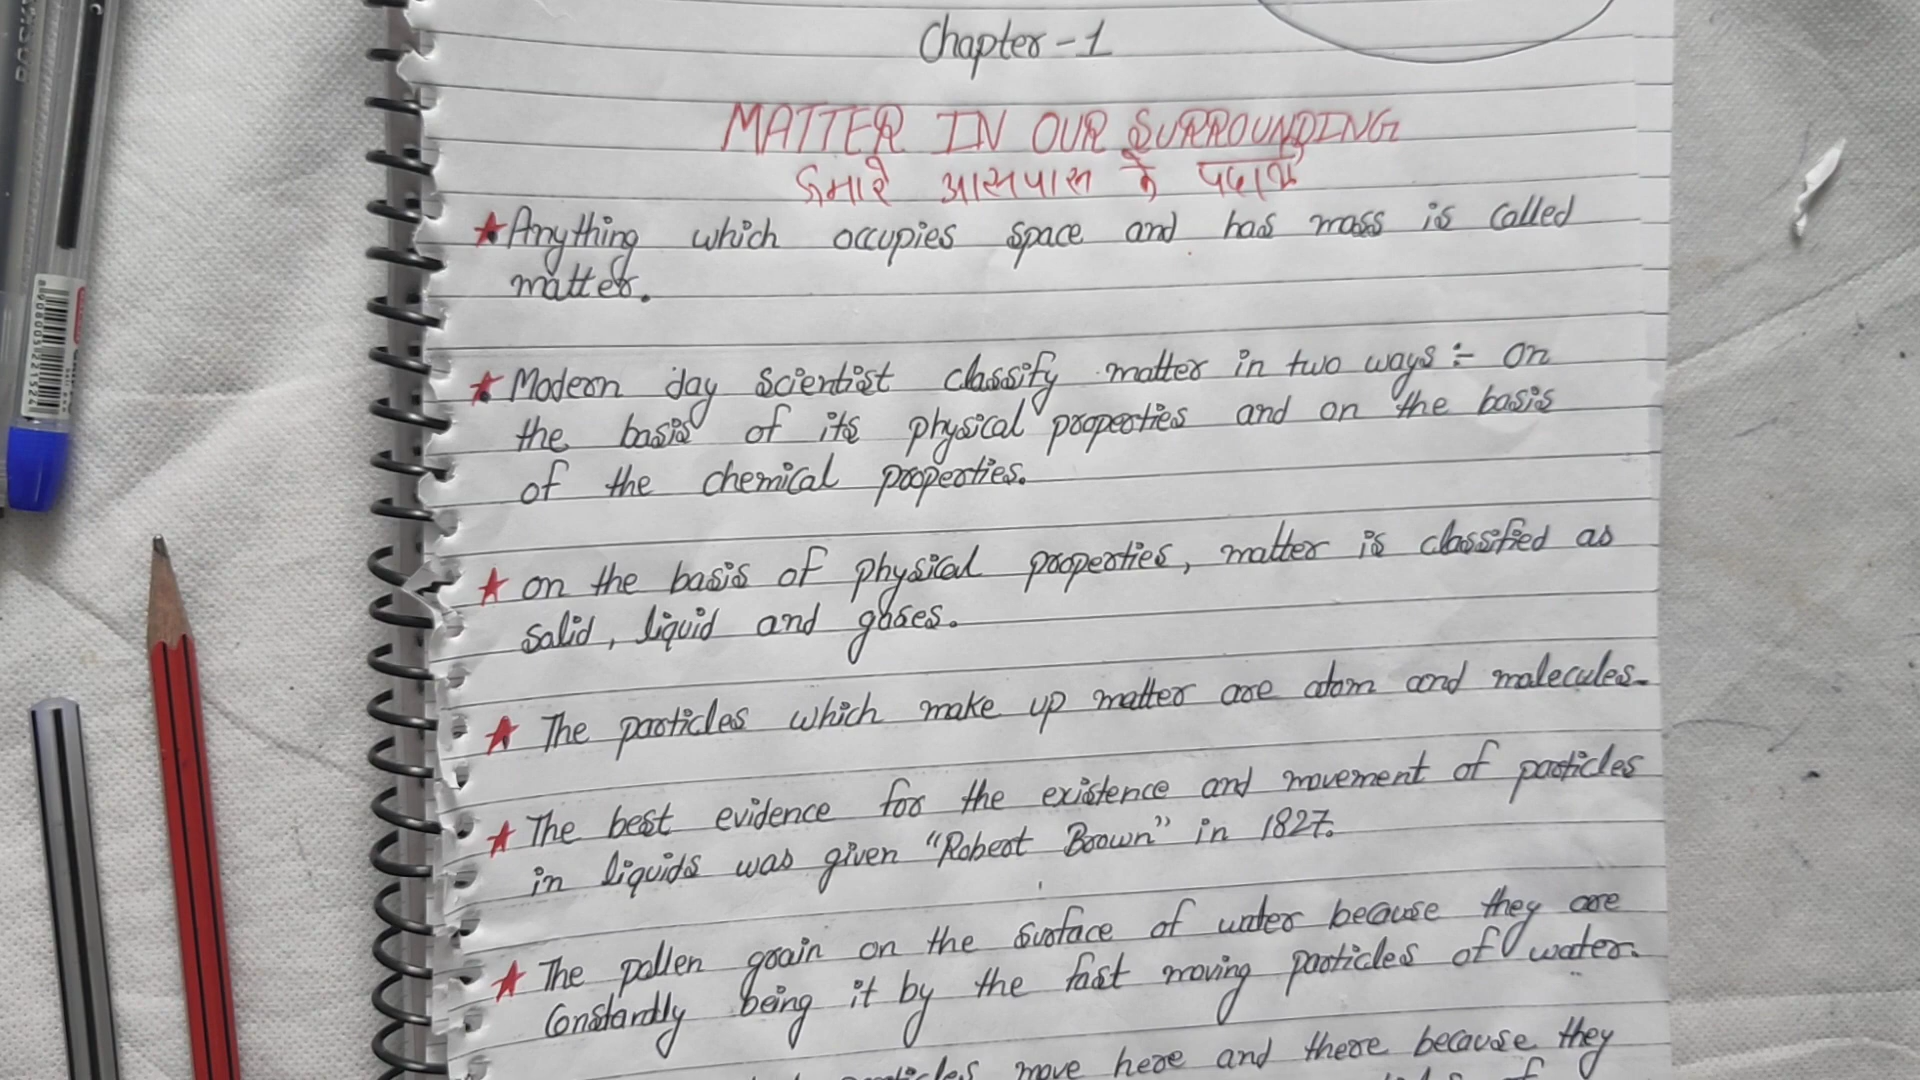 Chapter - 1
MATTER IN OUR SURROUNDING
हमारे आसपास के पदार्थ
★ Anything which occupies space and has mass is called
matter.
★ Modern day scientist classify matter in two ways :- on
the basis of its physical properties and on the basis
of the chemical properties.
★ on the basis of physical properties, matter is classified as
solid, liquid and gases.
★ The particles which make up matter are atom and molecules.
★ The best evidence for the existence and movement of particles
in liquids was given "Robert Brown" in 1827.
★ The pollen grain on the surface of water because they are
Constantly being it by the fast moving particles of water.
particles move here and there because they
8908005221524